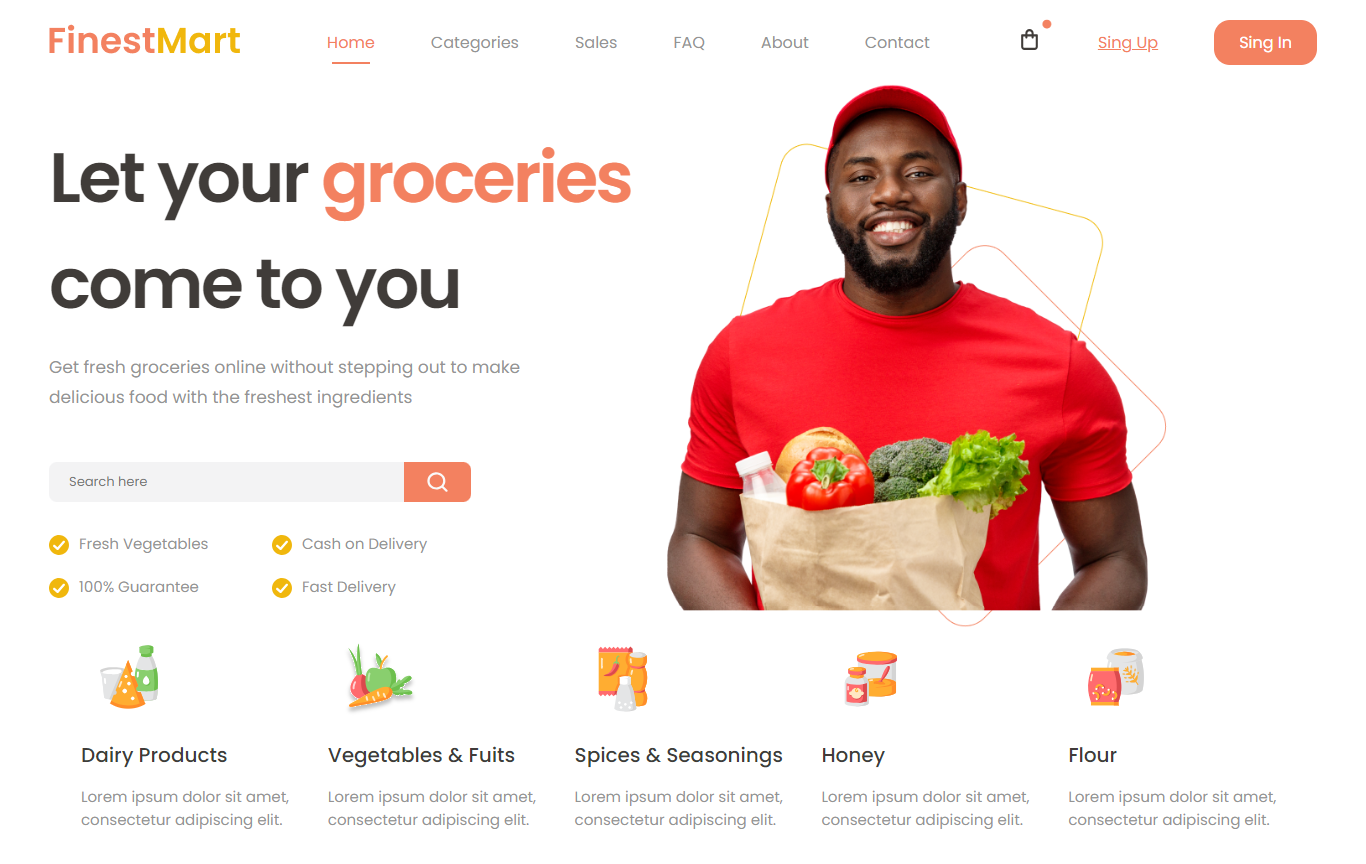 FinestMart
Home Categories Sales FAQ About Contact Sing Up Sing In
Let your groceries
come to you
Get fresh groceries online without stepping out to make
delicious food with the freshest ingredients
Search here
Fresh Vegetables Cash on Delivery
100% Guarantee Fast Delivery
Dairy Products
Lorem ipsum dolor sit amet,
consectetur adipiscing elit.
Vegetables & Fuits
Lorem ipsum dolor sit amet,
consectetur adipiscing elit.
Spices & Seasonings
Lorem ipsum dolor sit amet,
consectetur adipiscing elit.
Honey
Lorem ipsum dolor sit amet,
consectetur adipiscing elit.
Flour
Lorem ipsum dolor sit amet,
consectetur adipiscing elit.